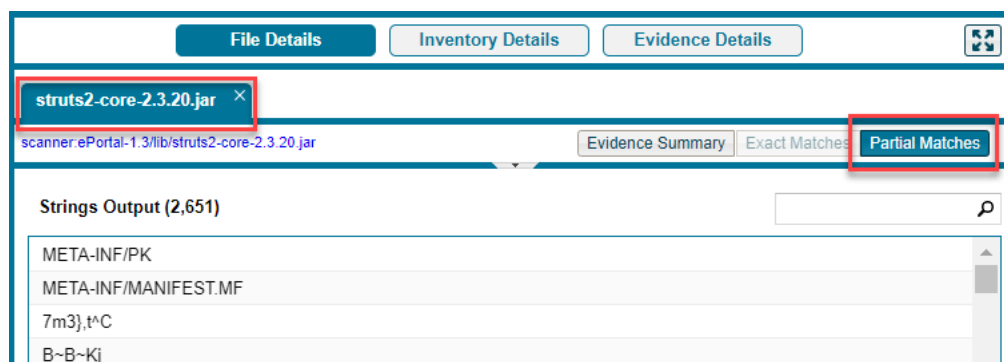 File Details Inventory Details Evidence Details
struts2-core-2.3.20.jar ×
scanner:ePortal-1.3/lib/struts2-core-2.3.20.jar Evidence Summary Exact Matches Partial Matches
Strings Output (2,651)
META-INF/PK
META-INF/MANIFEST.MF
7m3},t^C
B~B~Kj